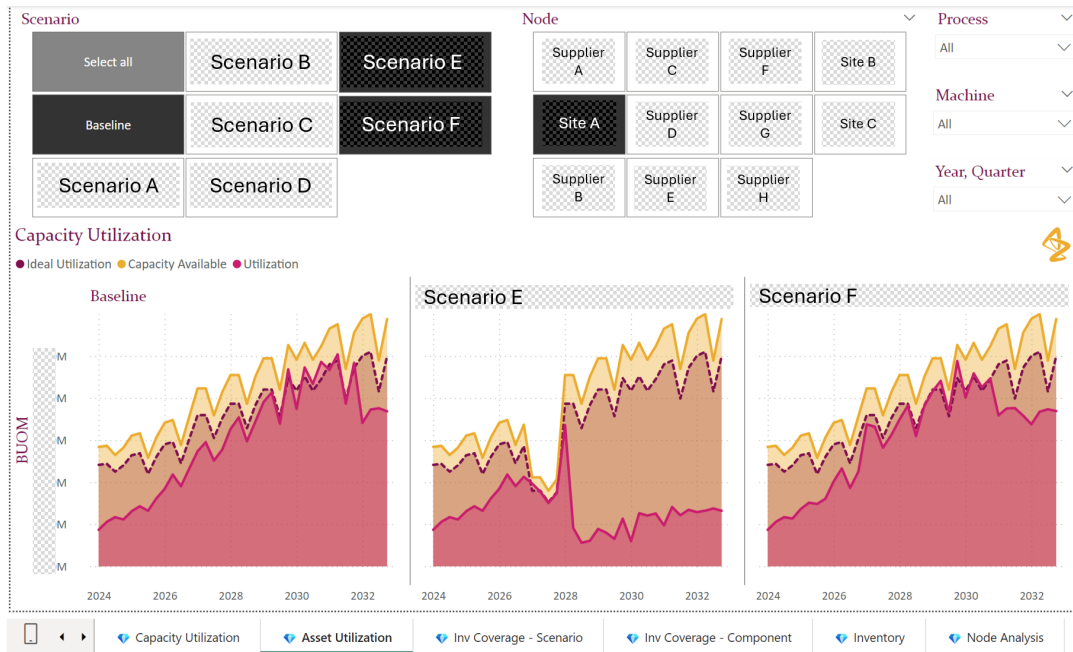 Scenario
Select all
Scenario B
Scenario E
Baseline
Scenario C
Scenario F
Scenario A
Scenario D
Node
Supplier
A
Supplier
C
Supplier
F
Site B
Site A
Supplier
D
Supplier
G
Site C
Supplier
B
Supplier
E
Supplier
H
Process
All
Machine
All
Year, Quarter
All
Capacity Utilization
Ideal Utilization Capacity Available Utilization
Baseline
Scenario E
Scenario F
BUOM
M
M
M
M
M
M
2024 2026 2028 2030 2032
2024 2026 2028 2030 2032
2024 2026 2028 2030 2032
Capacity Utilization
Asset Utilization
Inv Coverage - Scenario
Inv Coverage - Component
Inventory
Node Analysis